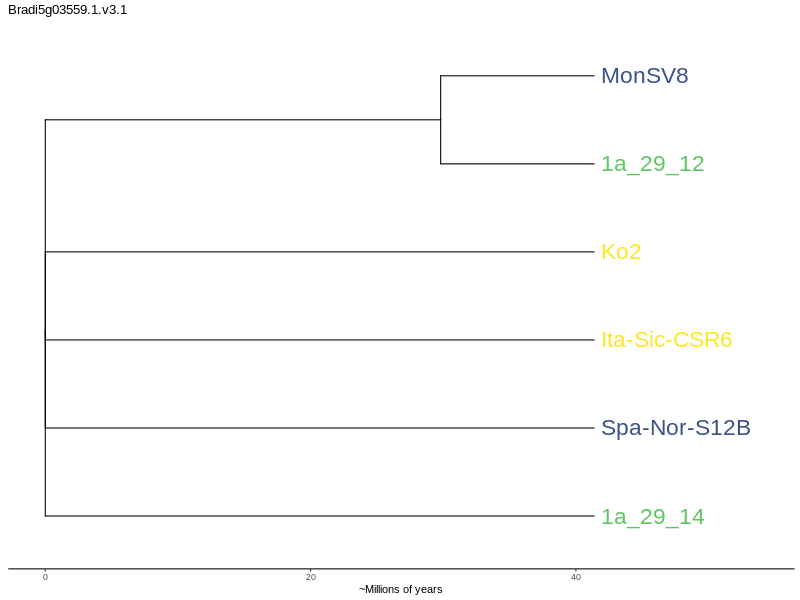 Bradi5g03559.1.v3.1
MonSV8
1a_29_12
Ko2
Ita-Sic-CSR6
Spa-Nor-S12B
1a_29_14
0 20 40
~Millions of years